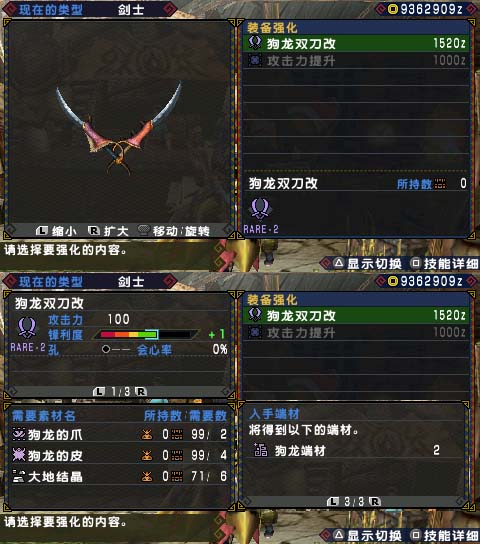 现在的类型 剑士
9362909z
装备强化
狗龙双刀改 1520z
攻击力提升 1000z
狗龙双刀改 所持数 0
RARE-2
L 缩小 R 扩大 移动/旋转
请选择要强化的内容。
△显示切换 □技能详细
现在的类型 剑士
9362909z
狗龙双刀改
攻击力 100
锋利度 +1
RARE-2
孔 ●—— 会心率 0%
L 1/3 R
需要素材名 所持数/需要数
狗龙的爪 0 99/ 2
狗龙的皮 0 99/ 4
大地结晶 0 71/ 6
装备强化
狗龙双刀改 1520z
攻击力提升 1000z
入手端材
将得到以下的端材。
狗龙端材 2
L 3/3 R
请选择要强化的内容。
△显示切换 □技能详细